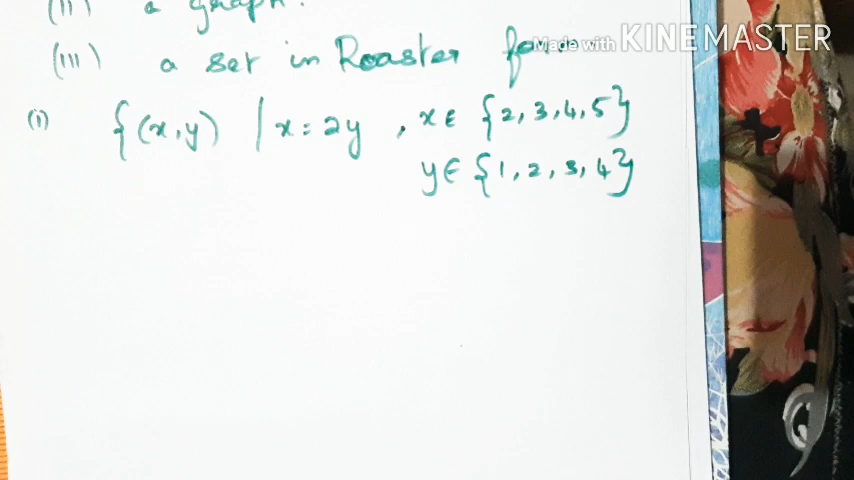 (ii) a graph.
(iii) a set in Roaster
Made with KINEMASTER
(i) {(x,y) | x = 2y , x ∈ {2, 3, 4, 5}
y ∈ {1, 2, 3, 4}